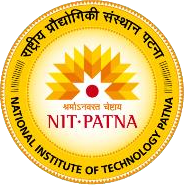 राष्ट्रीय प्रौद्योगिकी संस्थान पटना
श्रमोऽनवरत चेष्टाय
NIT-PATNA
NATIONAL INSTITUTE OF TECHNOLOGY PATNA